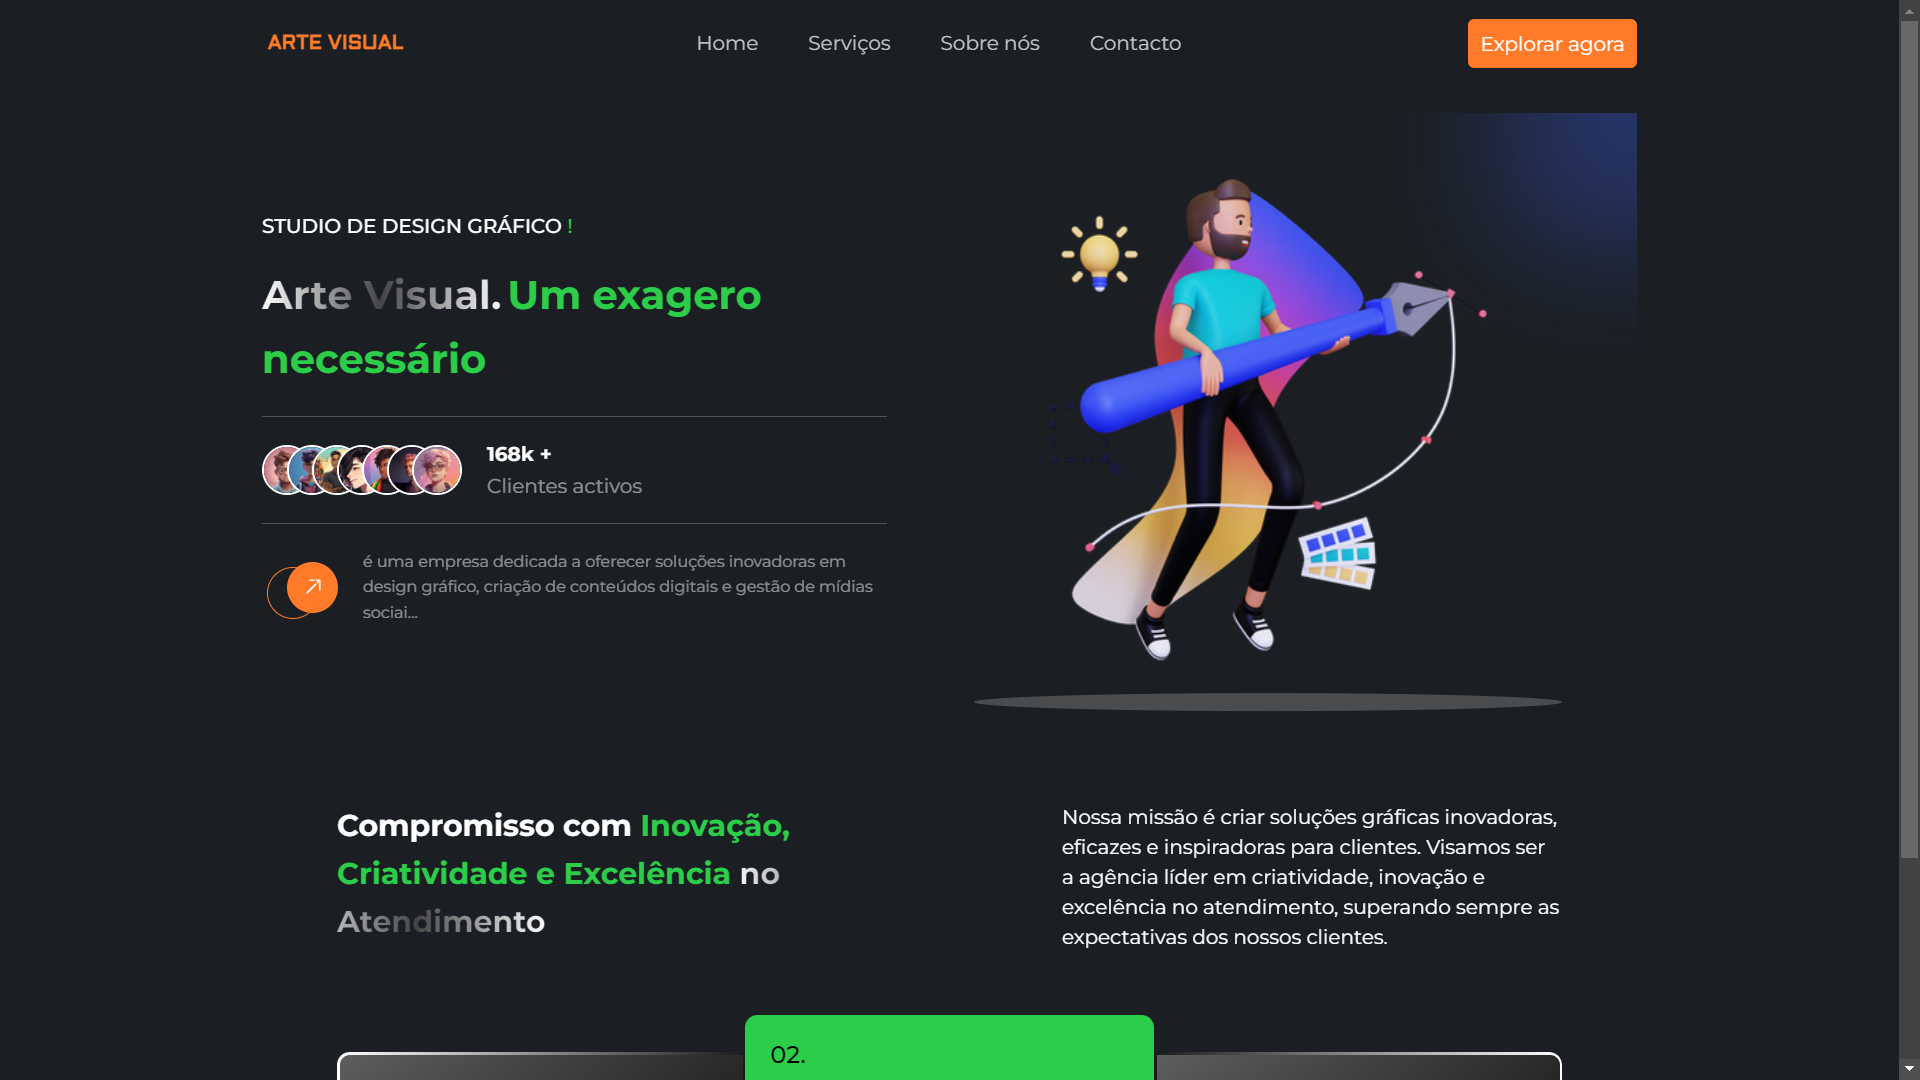 ARTE VISUAL
Home
Serviços
Sobre nós
Contacto
Explorar agora
STUDIO DE DESIGN GRÁFICO !
Arte Visual. Um exagero
necessário
168k +
Clientes activos
é uma empresa dedicada a oferecer soluções inovadoras em
design gráfico, criação de conteúdos digitais e gestão de mídias
sociai...
Compromisso com Inovação,
Criatividade e Excelência no
Atendimento
Nossa missão é criar soluções gráficas inovadoras,
eficazes e inspiradoras para clientes. Visamos ser
a agência líder em criatividade, inovação e
excelência no atendimento, superando sempre as
expectativas dos nossos clientes.
02.